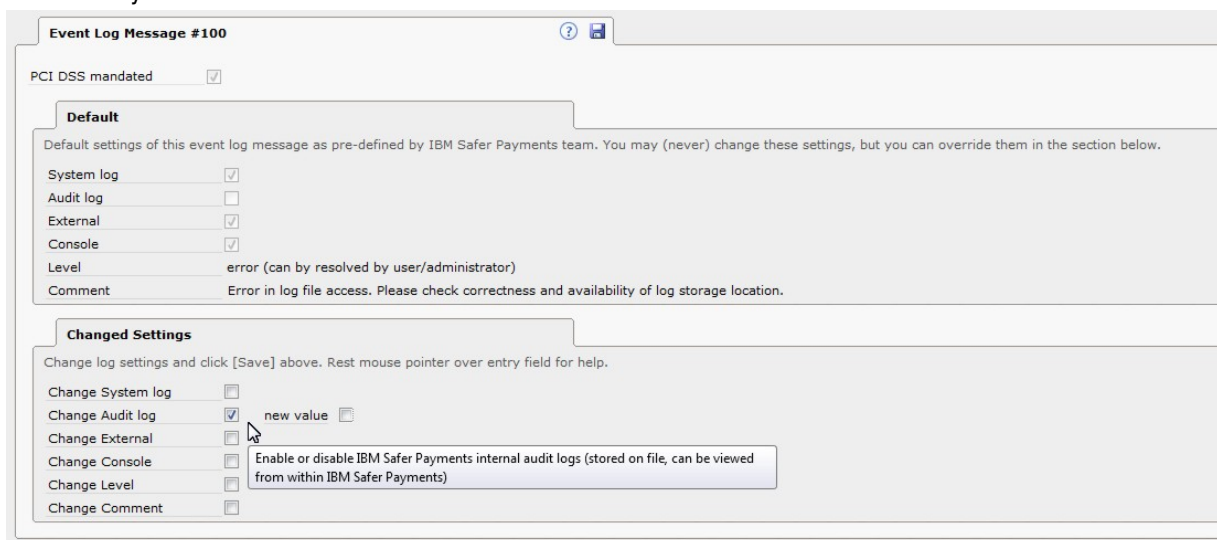 Event Log Message #100
PCI DSS mandated
Default
Default settings of this event log message as pre-defined by IBM Safer Payments team. You may (never) change these settings, but you can override them in the section below.
System log
Audit log
External
Console
Level error (can by resolved by user/administrator)
Comment Error in log file access. Please check correctness and availability of log storage location.
Changed Settings
Change log settings and click [Save] above. Rest mouse pointer over entry field for help.
Change System log
Change Audit log new value
Change External
Change Console
Enable or disable IBM Safer Payments internal audit logs (stored on file, can be viewed
from within IBM Safer Payments)
Change Level
Change Comment